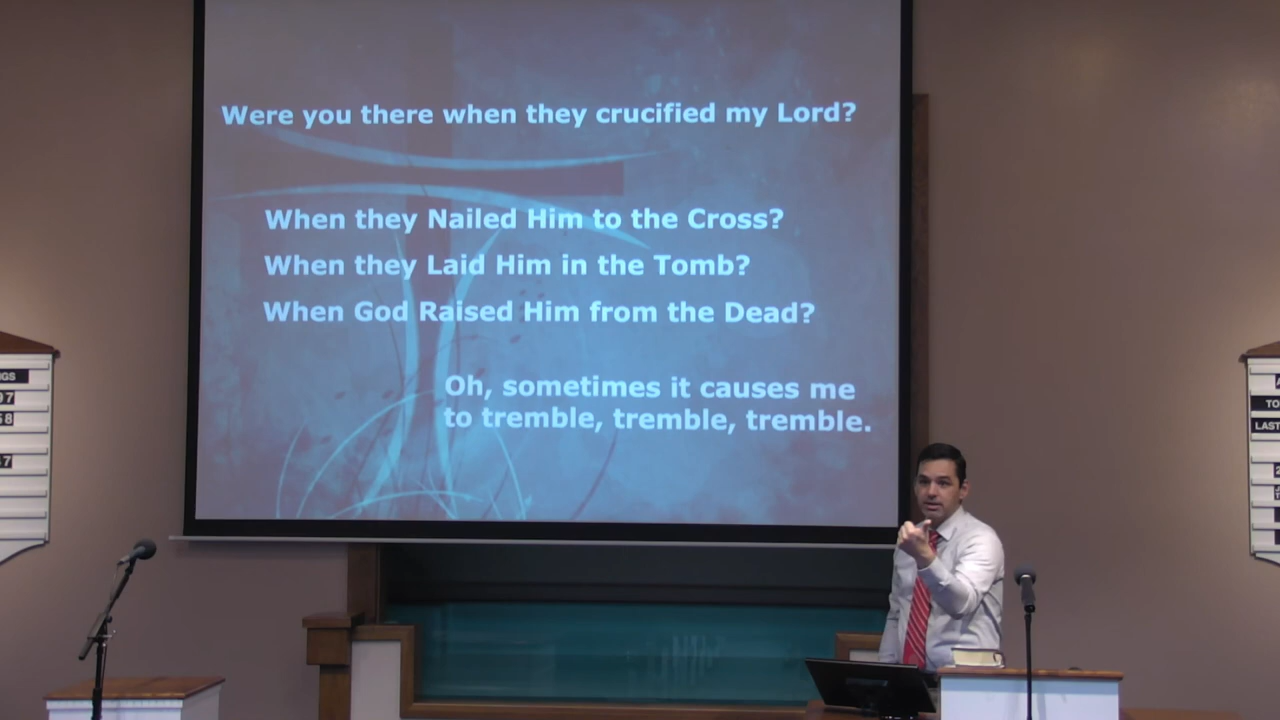 Were you there when they crucified my Lord?
When they Nailed Him to the Cross?
When they Laid Him in the Tomb?
When God Raised Him from the Dead?
Oh, sometimes it causes me
to tremble, tremble, tremble.
LAST